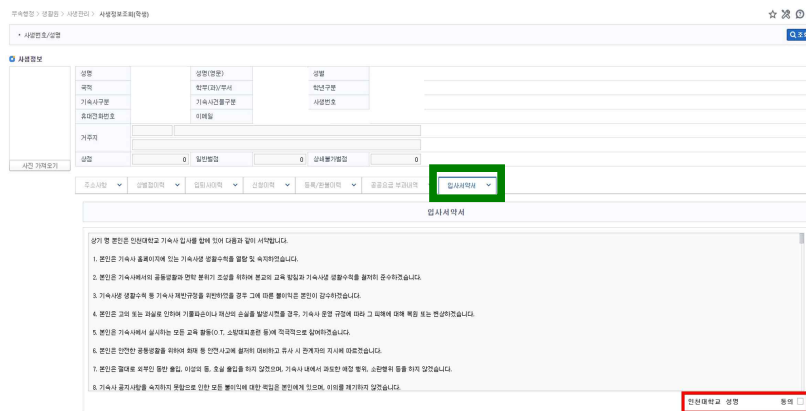 부속행정 > 생활원 > 사생관리 > 사생정보조회(학생)
• 사생번호/성명
조회
사생정보
성명 성명(영문) 성별
국적 학부(과)/부서 학년구분
기숙사구분 기숙사건물구분 사생번호
휴대전화번호 이메일
거주지
사진 가져오기
상점 0 일반벌점 0 상쇄불가벌점 0
주소사항 상벌점이력 입퇴사이력 신청이력 등록/환불이력 공공요금 부과내역 입사서약서
입사서약서
상기 명 본인은 인천대학교 기숙사 입사를 함에 있어 다음과 같이 서약합니다.
1. 본인은 기숙사 홈페이지에 있는 기숙사생 생활수칙을 열람 및 숙지하였습니다.
2. 본인은 기숙사에서의 공동생활과 면학 분위기 조성을 위하여 본교의 교육 방침과 기숙사생 생활수칙을 철저히 준수하겠습니다.
3. 기숙사생 생활수칙 등 기숙사 제반규정을 위반하였을 경우 그에 따른 불이익은 본인이 감수하겠습니다.
4. 본인은 고의 또는 과실로 인하여 기물파손이나 재산의 손실을 발생시켰을 경우, 기숙사 운영 규정에 따라 그 피해에 대해 복원 또는 변상하겠습니다.
5. 본인은 기숙사에서 실시하는 모든 교육 활동(O T, 소방대피훈련 등)에 적극적으로 참여하겠습니다.
6. 본인은 안전한 공동생활을 위하여 화재 등 안전사고에 철저히 대비하고 유사 시 관계자의 지시에 따르겠습니다.
7. 본인은 절대로 외부인 동반 출입, 이성의 동, 호실 출입을 하지 않겠으며, 기숙사 내에서 과도한 애정 행위, 소란행위 등을 하지 않겠습니다.
8. 기숙사 공지사항을 숙지하지 못함으로 인한 모든 불이익에 대한 책임은 본인에게 있으며, 이의를 제기하지 않겠습니다.
인천대학교 성명 동의